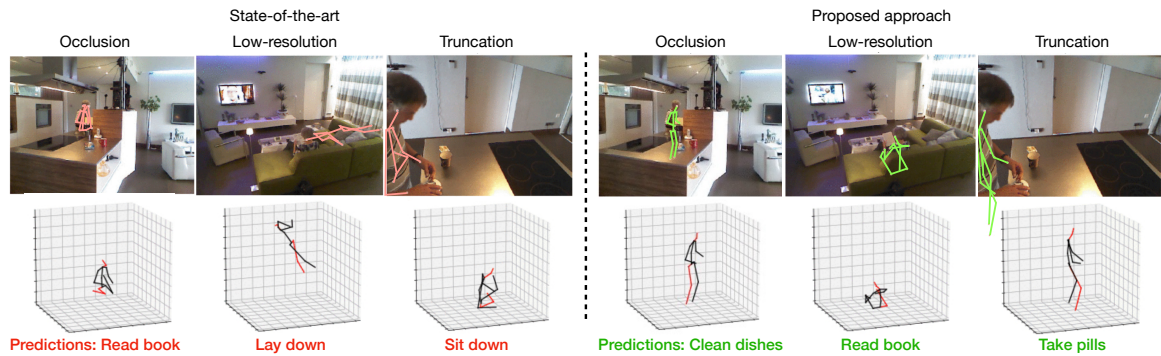 State-of-the-art
Proposed approach
Occlusion
Low-resolution
Truncation
Occlusion
Low-resolution
Truncation
Predictions: Read book
Lay down
Sit down
Predictions: Clean dishes
Read book
Take pills